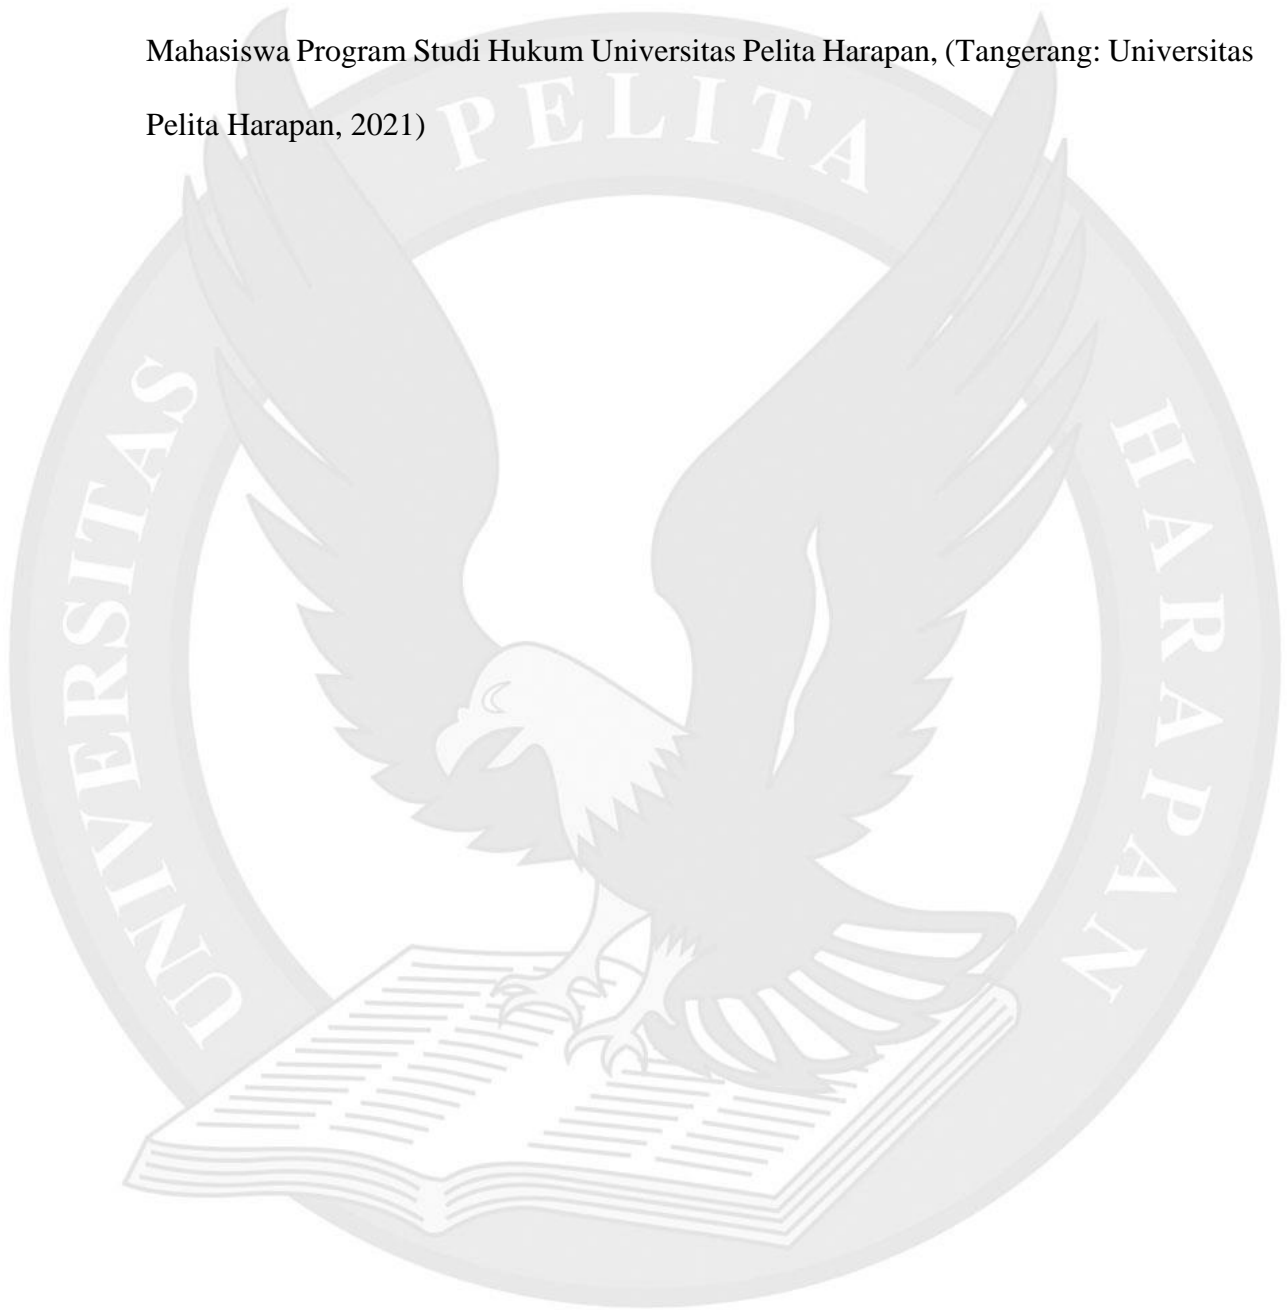 Mahasiswa Program Studi Hukum Universitas Pelita Harapan, (Tangerang: Universitas
Pelita Harapan, 2021)
UNIVERSITAS PELITA HARAPAN